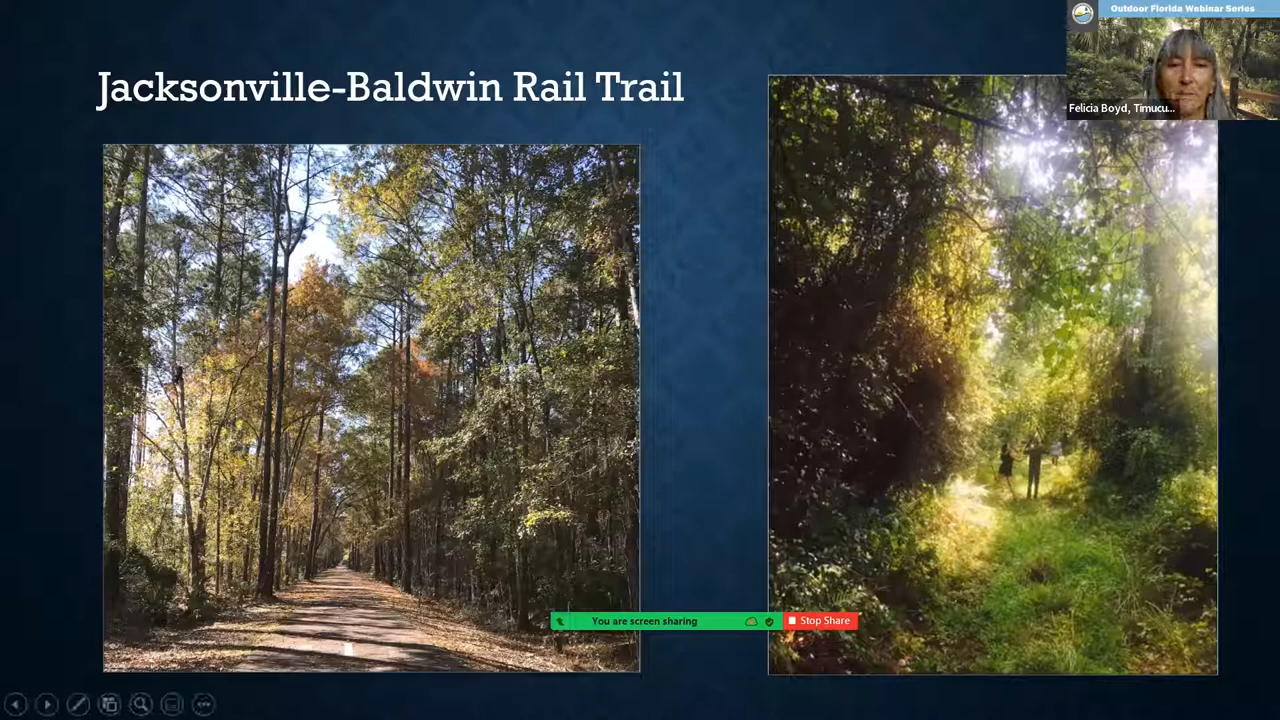 Outdoor Florida Webinar Series
Jacksonville-Baldwin Rail Trail
Felicia Boyd, Timucu...
You are screen sharing
Stop Share